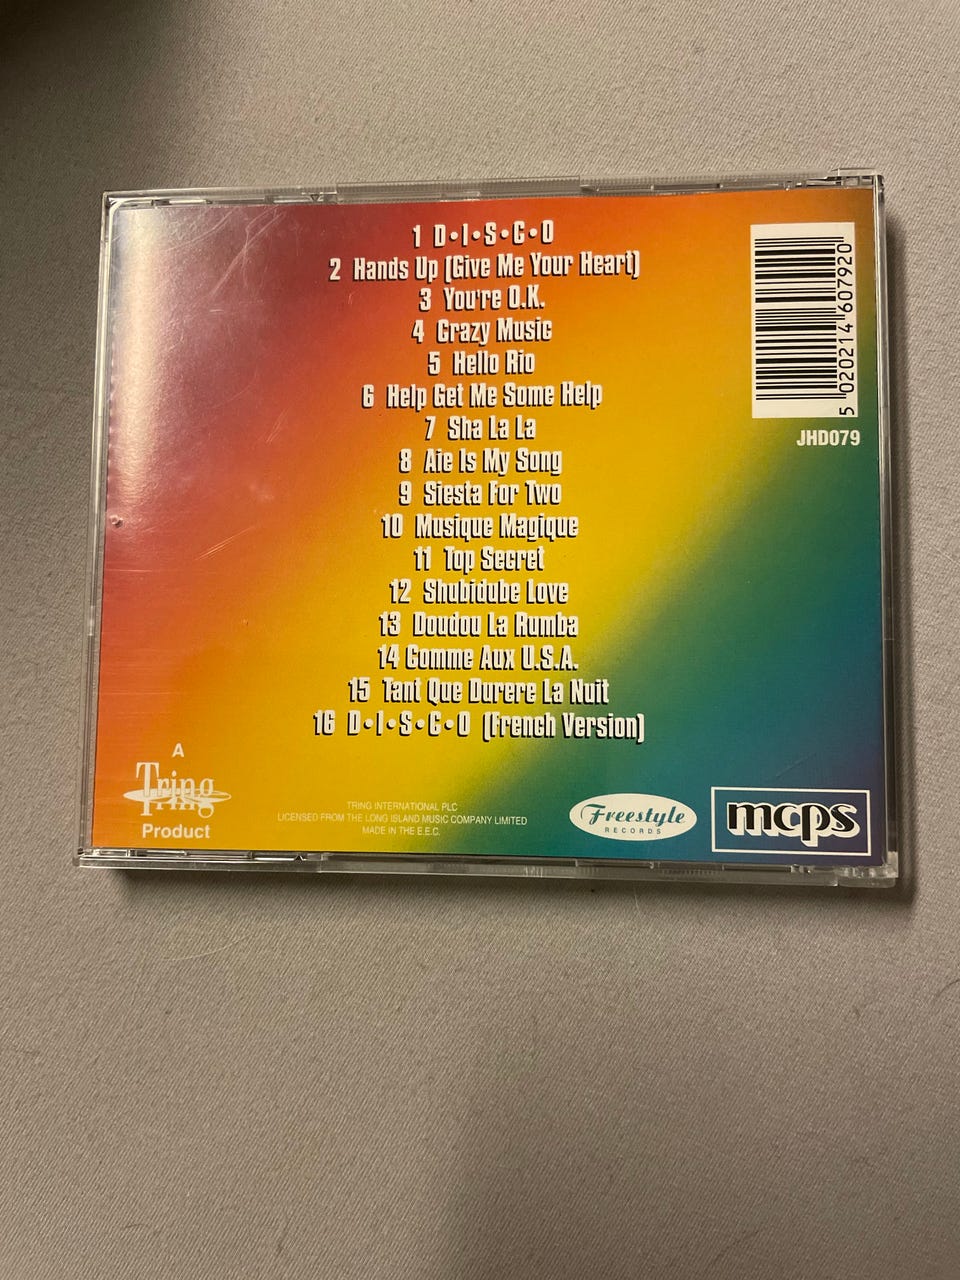 1 D•I•S•C•O
2 Hands Up (Give Me Your Heart)
3 You're O.K.
4 Crazy Music
5 Hello Rio
6 Help Get Me Some Help
7 Sha La La
8 Aie Is My Song
9 Siesta For Two
10 Musique Magique
11 Top Secret
12 Shubidube Love
13 Doudou La Rumba
14 Comme Aux U.S.A.
15 Tant Que Durere La Nuit
16 D•I•S•C•O (French Version)
5 020214 607920
JHD079
A
Tring
Product
TRING INTERNATIONAL PLC
LICENSED FROM THE LONG ISLAND MUSIC COMPANY LIMITED
MADE IN THE E.E.C.
Freestyle
RECORDS
mcps